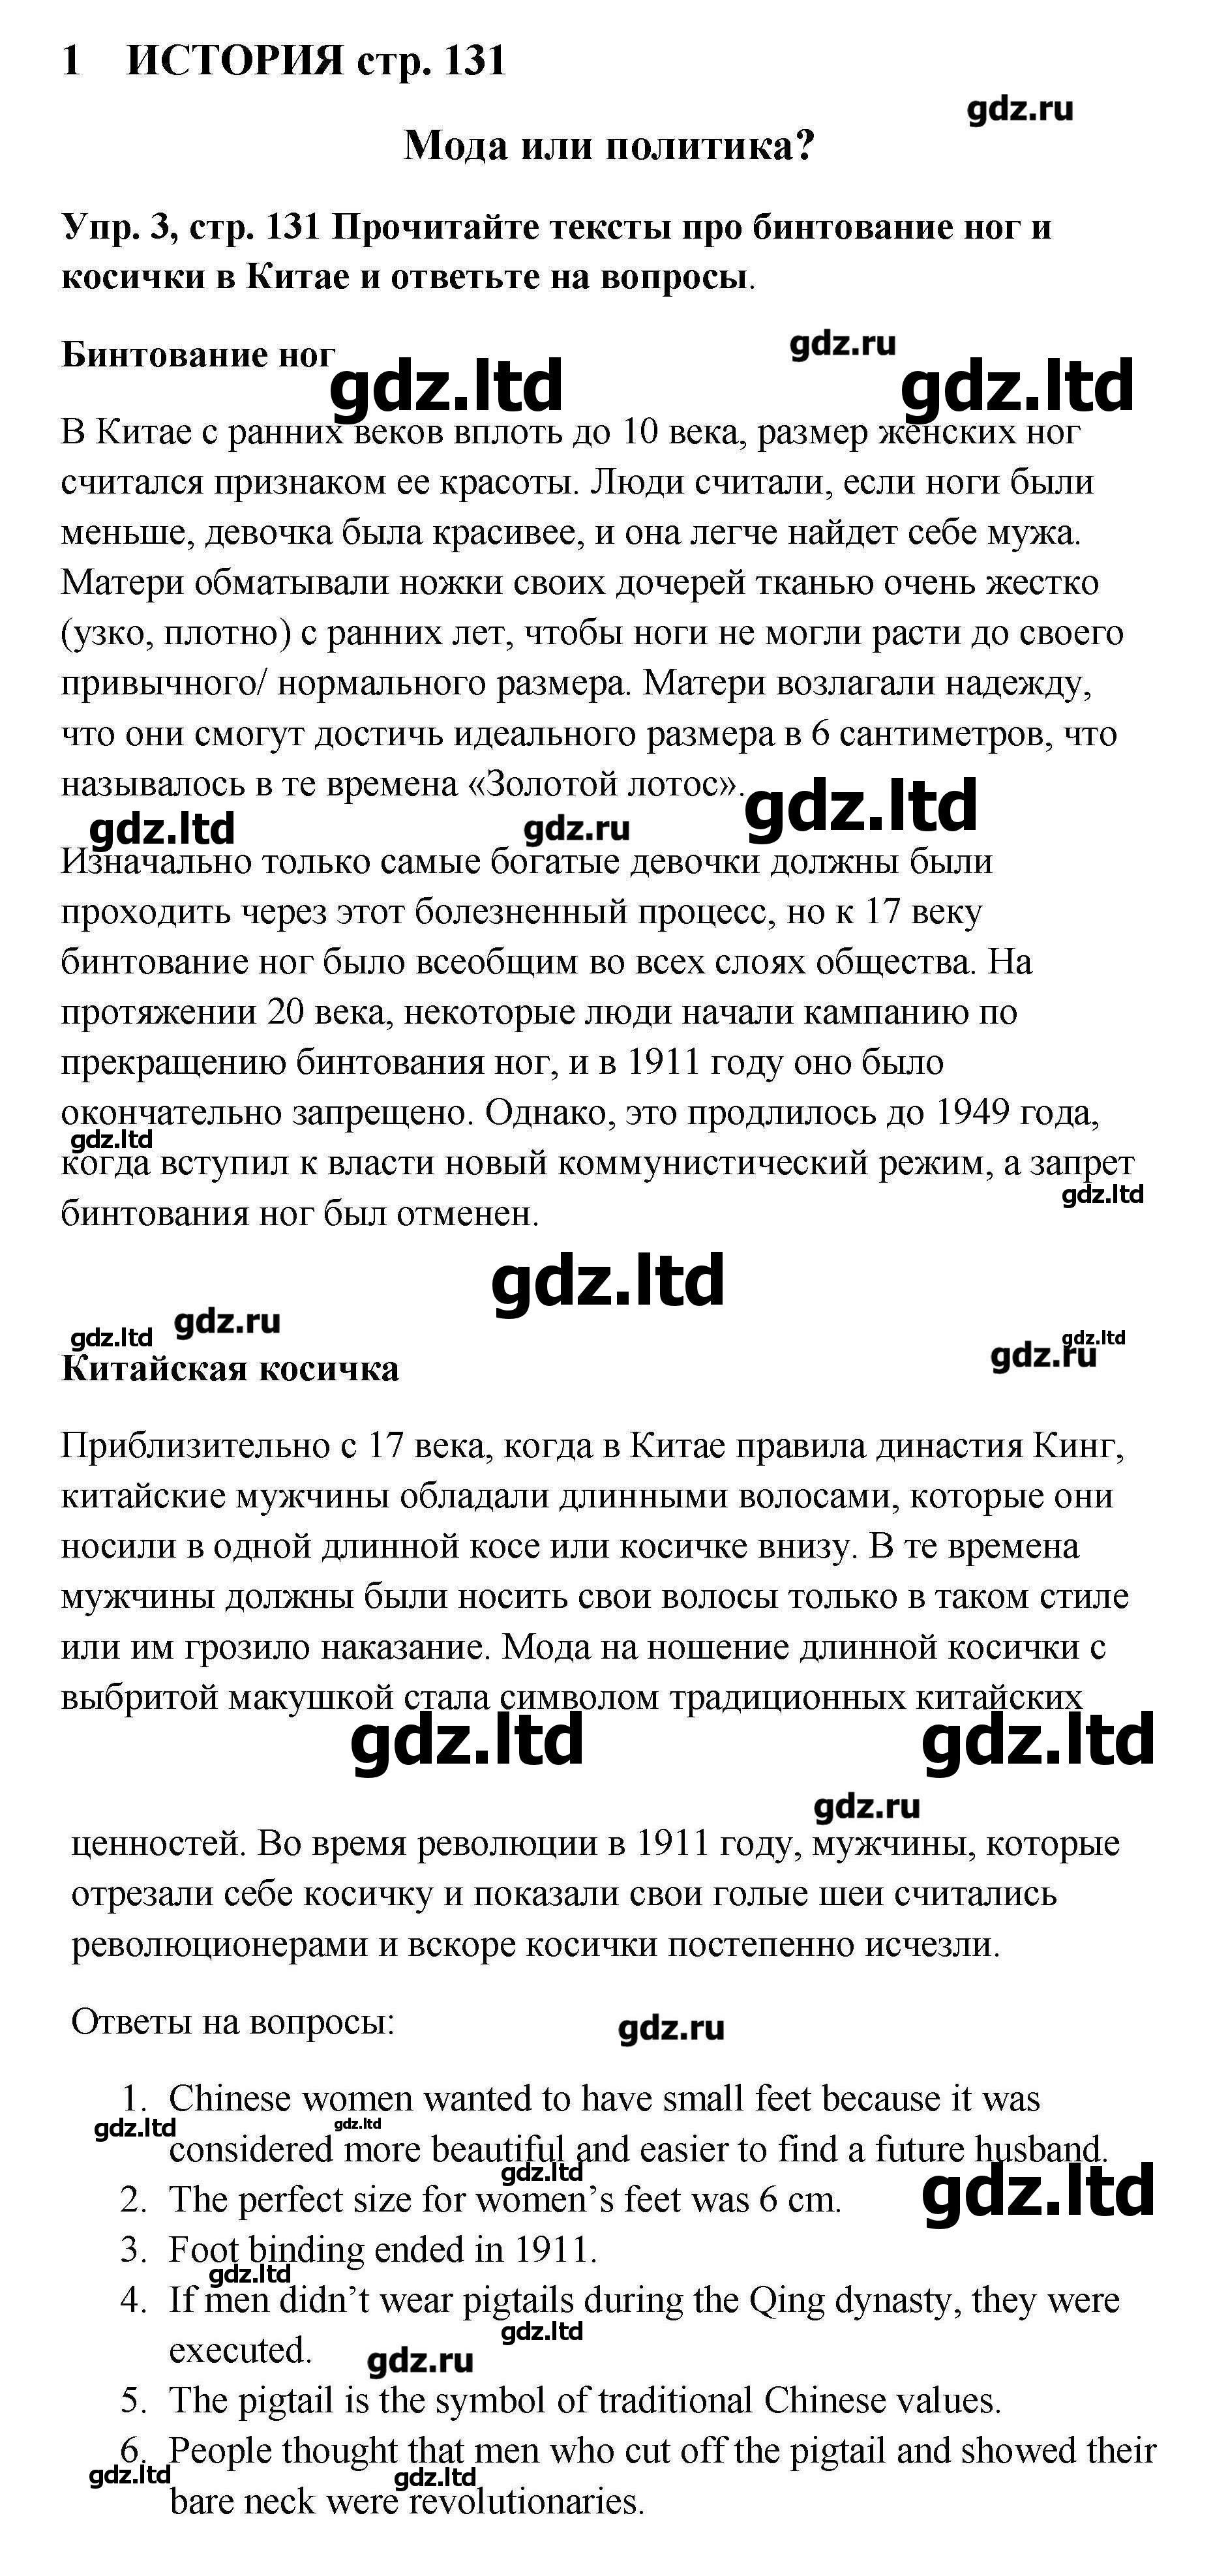 1 ИСТОРИЯ стр. 131
gdz.ru
Мода или политика?
Упр. 3, стр. 131 Прочитайте тексты про бинтование ног и
косички в Китае и ответьте на вопросы.
gdz.ru
Бинтование ног
gdz.ltd gdz.ltd
В Китае с ранних веков вплоть до 10 века, размер женских ног
считался признаком ее красоты. Люди считали, если ноги были
меньше, девочка была красивее, и она легче найдет себе мужа.
Матери обматывали ножки своих дочерей тканью очень жестко
(узко, плотно) с ранних лет, чтобы ноги не могли расти до своего
привычного/ нормального размера. Матери возлагали надежду,
что они смогут достичь идеального размера в 6 сантиметров, что
называлось в те времена «Золотой лотос».
gdz.ltd
gdz.ltd gdz.ru
Изначально только самые богатые девочки должны были
проходить через этот болезненный процесс, но к 17 веку
бинтование ног было всеобщим во всех слоях общества. На
протяжении 20 века, некоторые люди начали кампанию по
прекращению бинтования ног, и в 1911 году оно было
окончательно запрещено. Однако, это продлилось до 1949 года,
gdz.ltd
когда вступил к власти новый коммунистический режим, а запрет
gdz.ltd
бинтования ног был отменен.
gdz.ltd
gdz.ltd gdz.ru gdz.ltd
gdz.ru
Китайская косичка
Приблизительно с 17 века, когда в Китае правила династия Кинг,
китайские мужчины обладали длинными волосами, которые они
носили в одной длинной косе или косичке внизу. В те времена
мужчины должны были носить свои волосы только в таком стиле
или им грозило наказание. Мода на ношение длинной косички с
выбритой макушкой стала символом традиционных китайских
gdz.ltd gdz.ltd
gdz.ru
ценностей. Во время революции в 1911 году, мужчины, которые
отрезали себе косичку и показали свои голые шеи считались
революционерами и вскоре косички постепенно исчезли.
Ответы на вопросы:
gdz.ru
1. Chinese women wanted to have small feet because it was
gdz.ltd gdz.ltd
considered more beautiful and easier to find a future husband.
gdz.ltd gdz.ltd
2. The perfect size for women’s feet was 6 cm.
3. Foot binding ended in 1911.
gdz.ltd
4. If men didn’t wear pigtails during the Qing dynasty, they were
gdz.ltd
executed.
gdz.ru
5. The pigtail is the symbol of traditional Chinese values.
6. People thought that men who cut off the pigtail and showed their
gdz.ltd gdz.ltd
bare neck were revolutionaries.